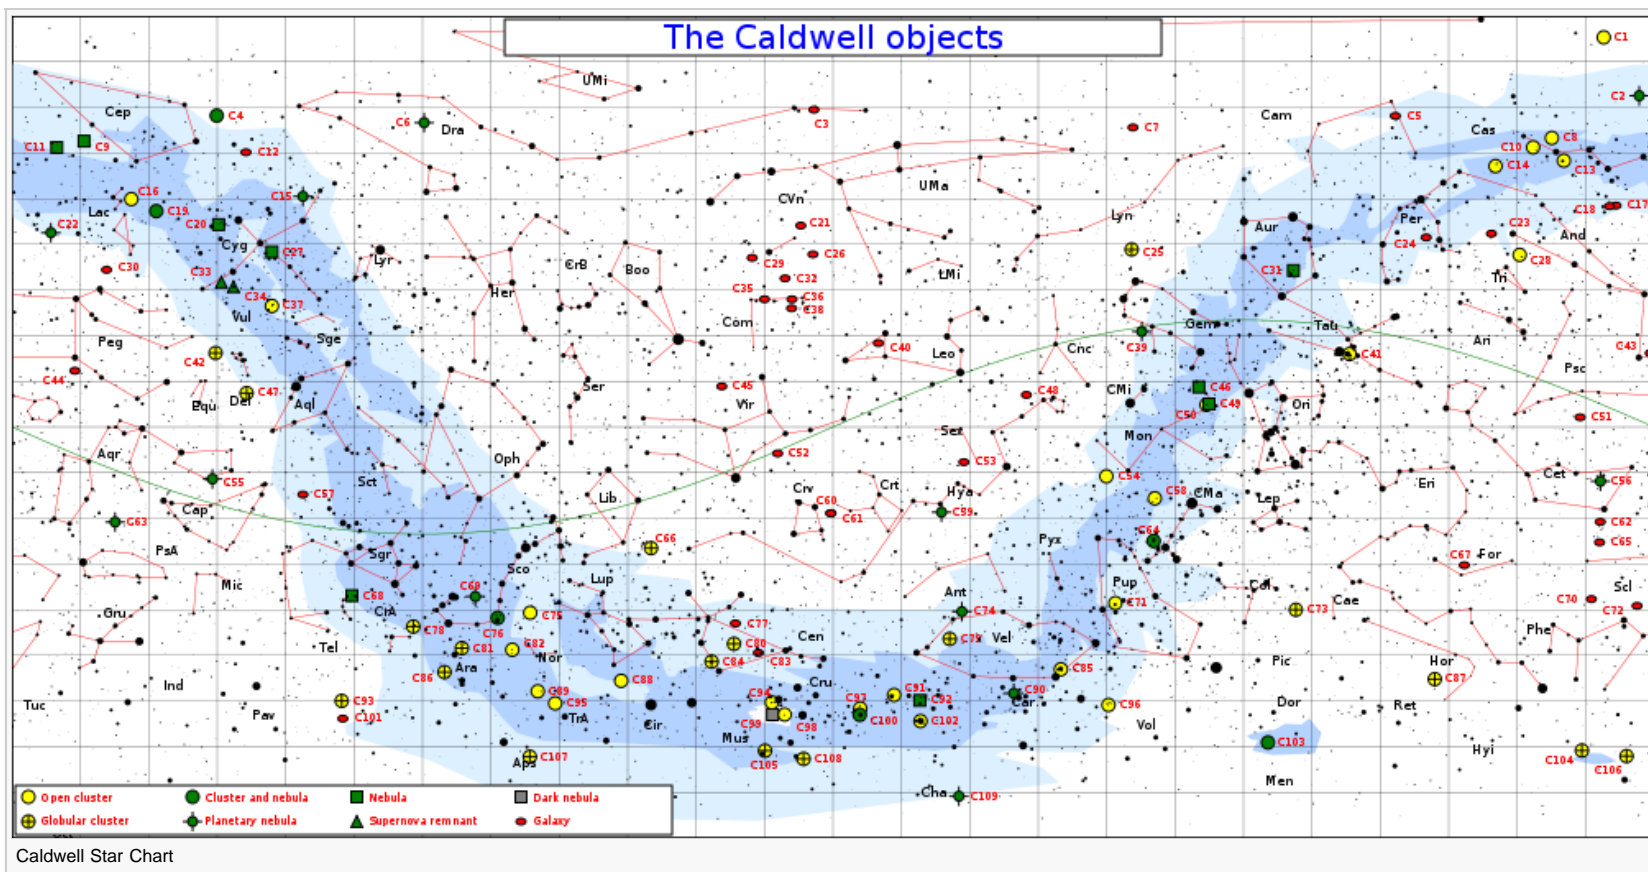 The Caldwell objects
C1
UMi
C2
Cep
C4
C6
Dra
C3
C7
Cam
C5
Cas
C8
C10
C11
C9
C12
C14
C13
C16
C15
CVn
UMa
Lac
C19
C20
C22
Cyg
C21
Lyn
Aur
Per
C18
C17
C23
C24
And
C27
Lyr
C29
C26
C25
C28
C30
C33
CrB
Boo
C32
LMi
C31
Tri
C34
C37
Her
C35
C36
C38
Vul
Com
Gem
Tau
Peg
Sge
C40
Leo
C39
Cnc
Ari
C43
C42
C41
Psc
C44
C47
Ser
C45
C48
CMi
C46
Equ
Del
Aql
Vir
C50
C49
Ori
C51
Aqr
Oph
C52
Sex
C53
Mon
C55
Sct
C54
Cet
C56
C57
Lib
Crv
Crt
Hya
C58
CMa
Lep
Eri
Cap
C60
C61
C59
C63
C62
PsA
Sgr
C66
Pyx
C64
C65
C67
For
Mic
Sco
Lup
Pup
Col
Scl
C68
C68
CrA
Ant
C74
C71
C73
Cae
C70
C72
Gru
C78
C76
C75
C77
Cen
Vel
Phe
Tel
C81
C82
Nor
C80
C84
C83
C79
C85
Pic
Hor
Ind
C86
Ara
C88
Cru
C87
Tuc
C93
C89
C94
C97
C91
C92
C90
Car
C96
Dor
Ret
C101
Pav
C95
TrA
Cir
C99
C98
C100
C102
Vol
Mus
C103
Hyi
C107
Aps
C105
C108
C104
C106
Cha
C109
Men
Open cluster Cluster and nebula Nebula Dark nebula
Globular cluster Planetary nebula Supernova remnant Galaxy
Caldwell Star Chart